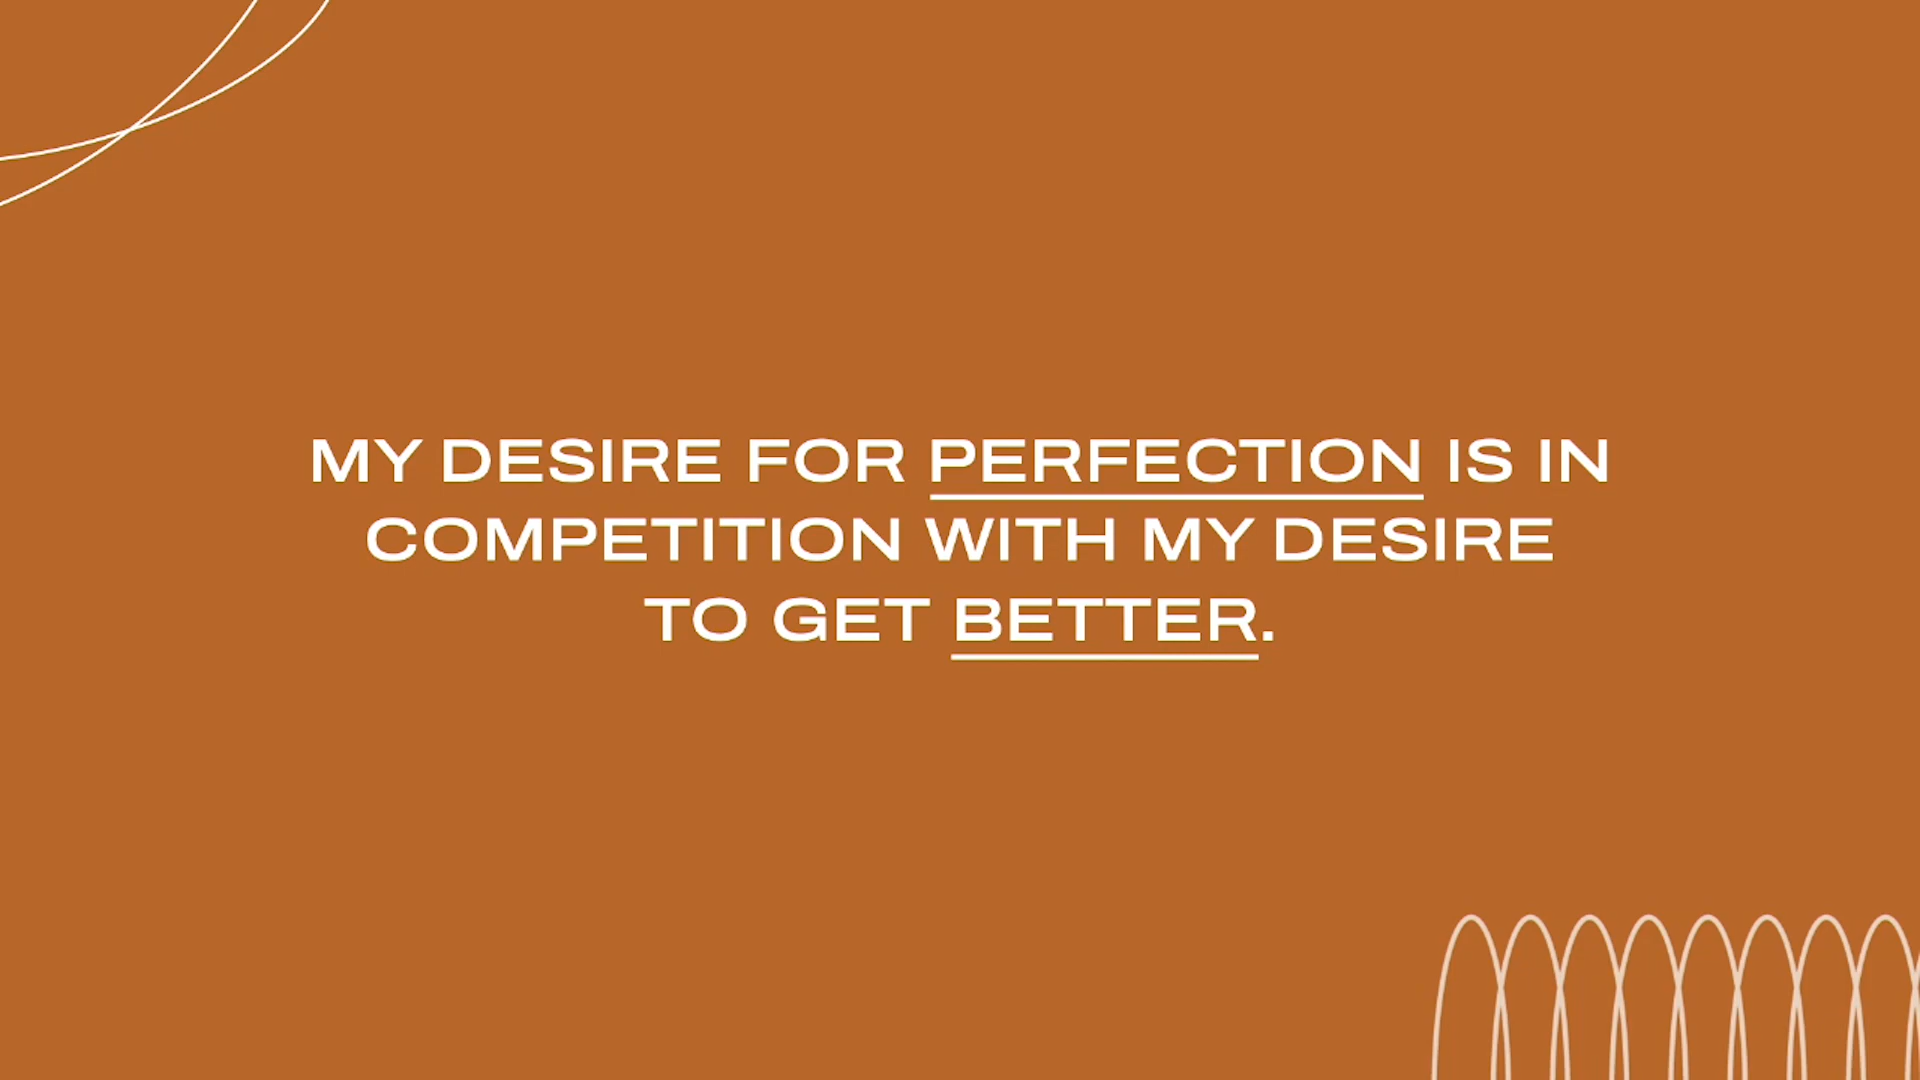 MY DESIRE FOR PERFECTION IS IN
COMPETITION WITH MY DESIRE
TO GET BETTER.